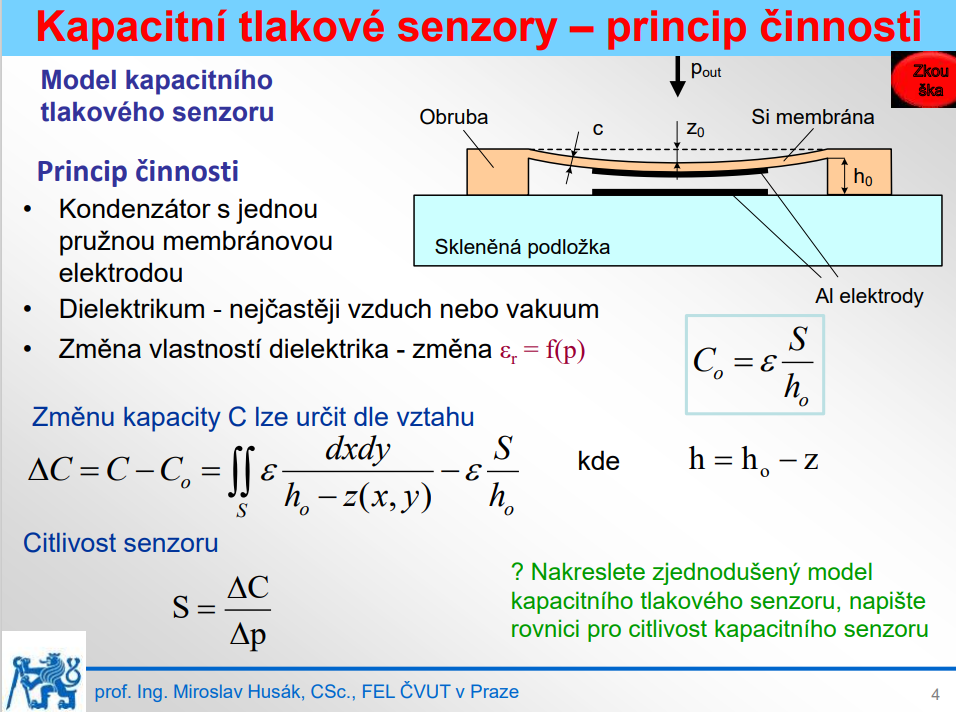 Kapacitní tlakové senzory – princip činnosti
Model kapacitního
tlakového senzoru
Zkou
ška
p_out
Obruba
c
z₀
Si membrána
h₀
Skleněná podložka
Al elektrody
Princip činnosti
• Kondenzátor s jednou
pružnou membránovou
elektrodou
• Dielektrikum - nejčastěji vzduch nebo vakuum
• Změna vlastností dielektrika - změna εᵣ = f(p)
Cₒ = ε S/hₒ
Změnu kapacity C lze určit dle vztahu
ΔC = C − Cₒ = ∬_S ε dxdy/(hₒ − z(x, y)) − ε S/hₒ
kde
h = hₒ − z
Citlivost senzoru
S = ΔC/Δp
? Nakreslete zjednodušený model
kapacitního tlakového senzoru, napište
rovnici pro citlivost kapacitního senzoru
prof. Ing. Miroslav Husák, CSc., FEL ČVUT v Praze
4